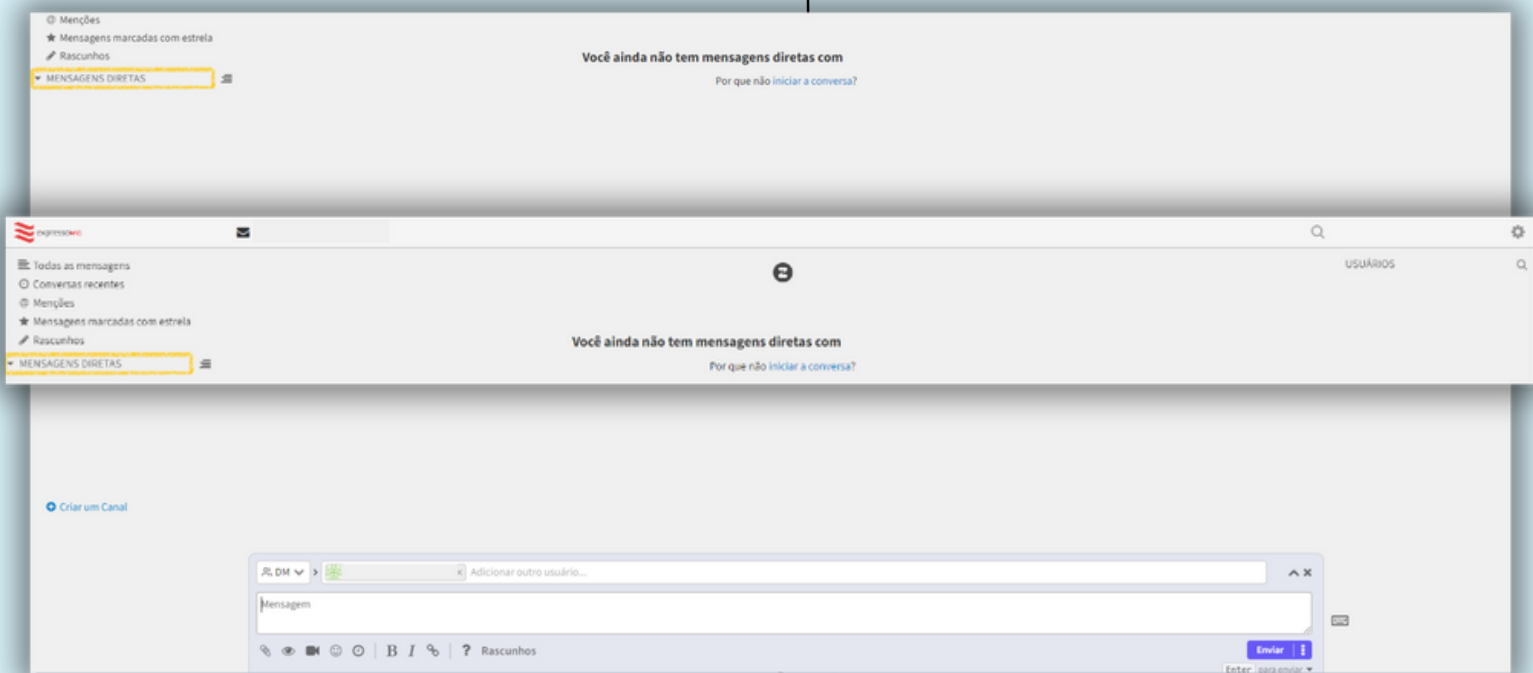 @ Menções
Mensagens marcadas com estrela
Rascunhos
MENSAGENS DIRETAS
Você ainda não tem mensagens diretas com
Por que não iniciar a conversa?
expressoMG
Todas as mensagens
Conversas recentes
@ Menções
Mensagens marcadas com estrela
Rascunhos
MENSAGENS DIRETAS
USUÁRIOS
Você ainda não tem mensagens diretas com
Por que não iniciar a conversa?
Criar um Canal
DM > Adicionar outro usuário...
Mensagem
B I ? Rascunhos
Enviar
Enter para enviar